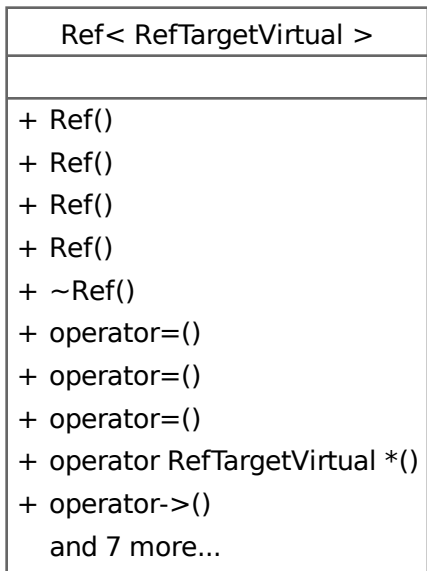 Ref< RefTargetVirtual >
+ Ref()
+ Ref()
+ Ref()
+ Ref()
+ ~Ref()
+ operator=()
+ operator=()
+ operator=()
+ operator RefTargetVirtual *()
+ operator->()
and 7 more...